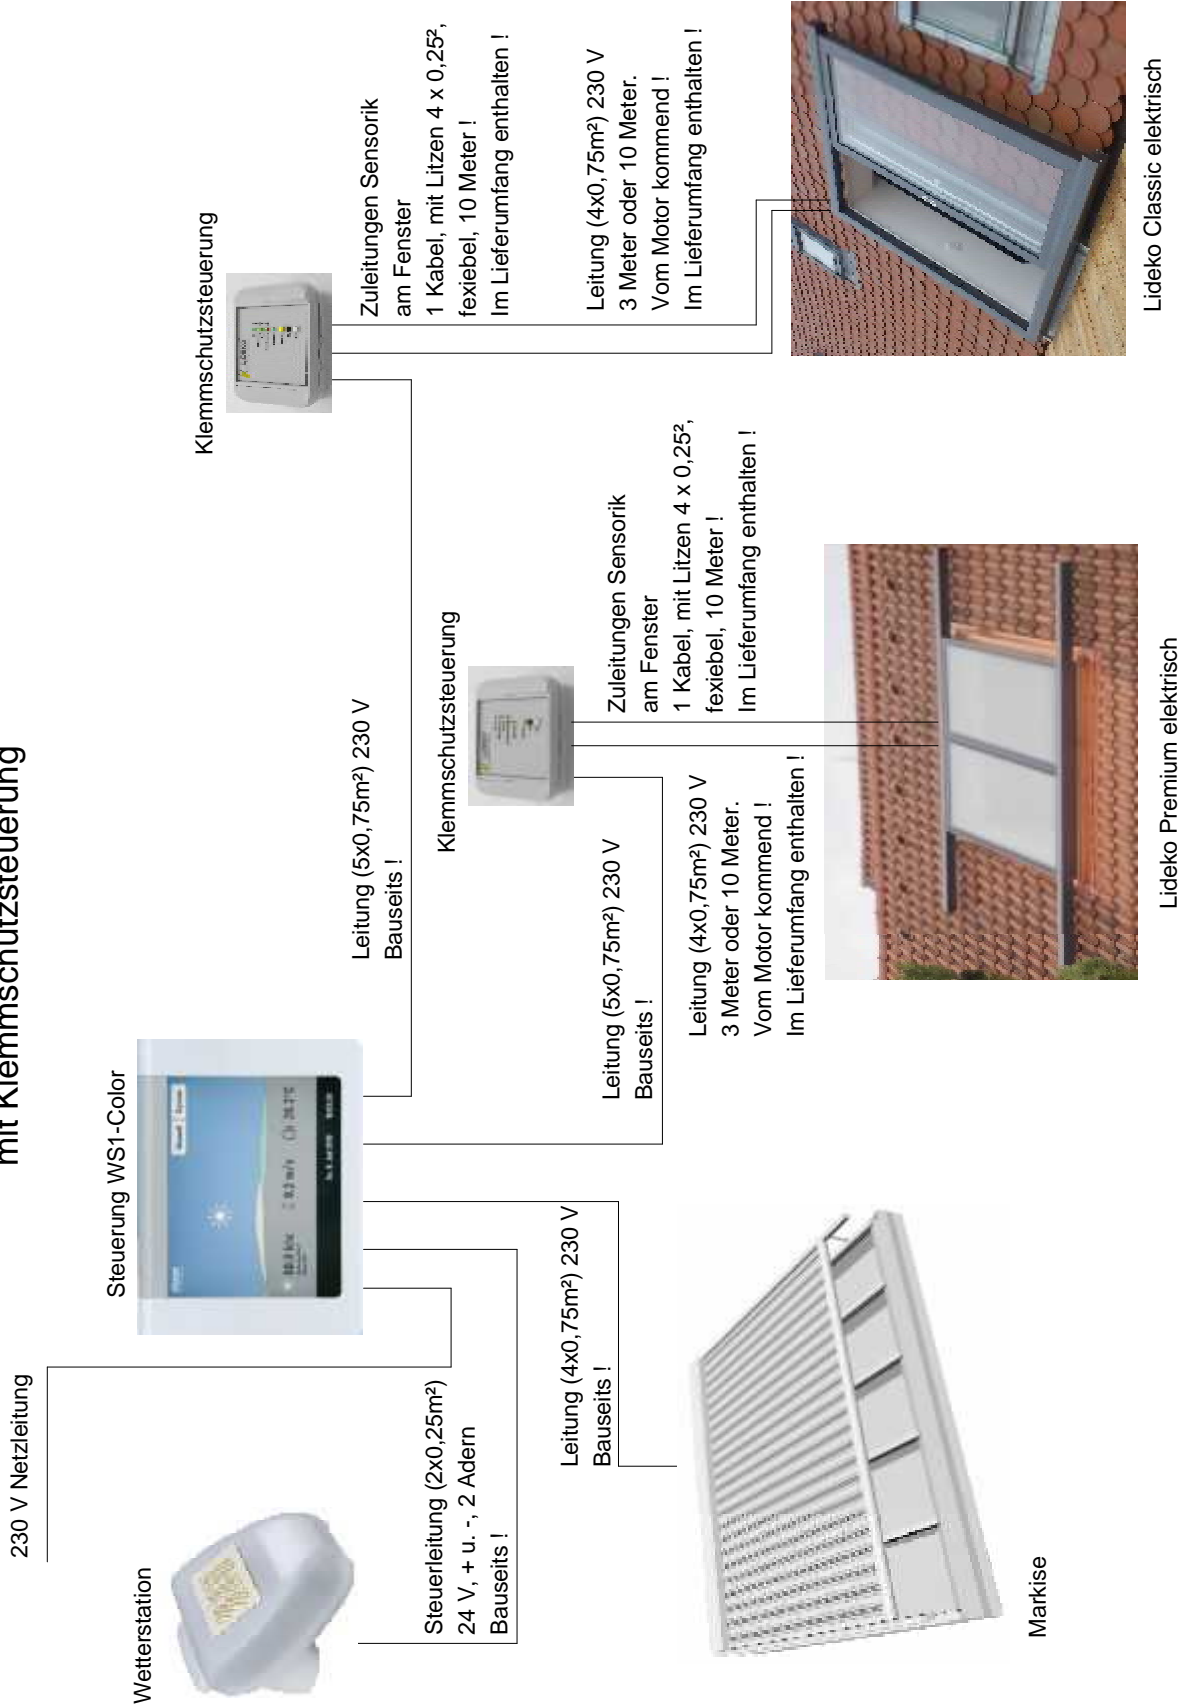 mit Klemmschutzsteuerung
230 V Netzleitung
Wetterstation
Steuerung WS1-Color
Klemmschutzsteuerung
Zuleitungen Sensorik
am Fenster
1 Kabel, mit Litzen 4 x 0,25²,
fexiebel, 10 Meter !
Im Lieferumfang enthalten !
Leitung (4x0,75m²) 230 V
3 Meter oder 10 Meter.
Vom Motor kommend !
Im Lieferumfang enthalten !
Lideko Classic elektrisch
Leitung (5x0,75m²) 230 V
Bauseits !
Klemmschutzsteuerung
Zuleitungen Sensorik
am Fenster
1 Kabel, mit Litzen 4 x 0,25²,
fexiebel, 10 Meter !
Im Lieferumfang enthalten !
Leitung (5x0,75m²) 230 V
Bauseits !
Leitung (4x0,75m²) 230 V
3 Meter oder 10 Meter.
Vom Motor kommend !
Im Lieferumfang enthalten !
Lideko Premium elektrisch
Steuerleitung (2x0,25m²)
24 V, + u. -, 2 Adern
Bauseits !
Leitung (4x0,75m²) 230 V
Bauseits !
Markise